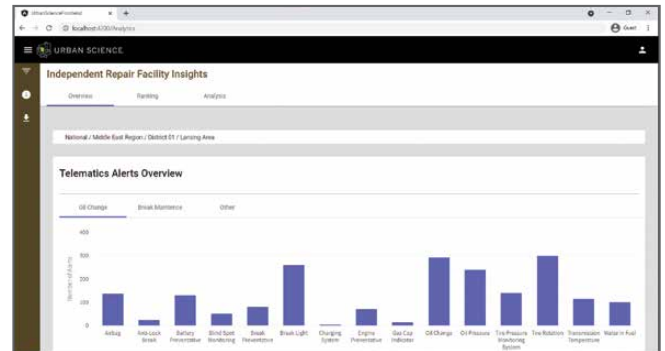 UrbanScienceFrontend
localhost:4200/Analytics
Guest
URBAN SCIENCE
Independent Repair Facility Insights
Overview Ranking Analytics
National / Middle East Region / District 01 / Lansing Area
Telematics Alerts Overview
Oil Change Break Maintence Other
Number of Alerts
400
300
200
100
0
Airbag Anti-Lock Battery Blind Spot Break Break Light Charging Engine Gas Cap Oil Change Oil Pressure Tire Pressure Tire Rotation Transmission Water in Fuel
Break Preventative Monitoring Preventative System Preventative Indicator Monitoring Temperature
System